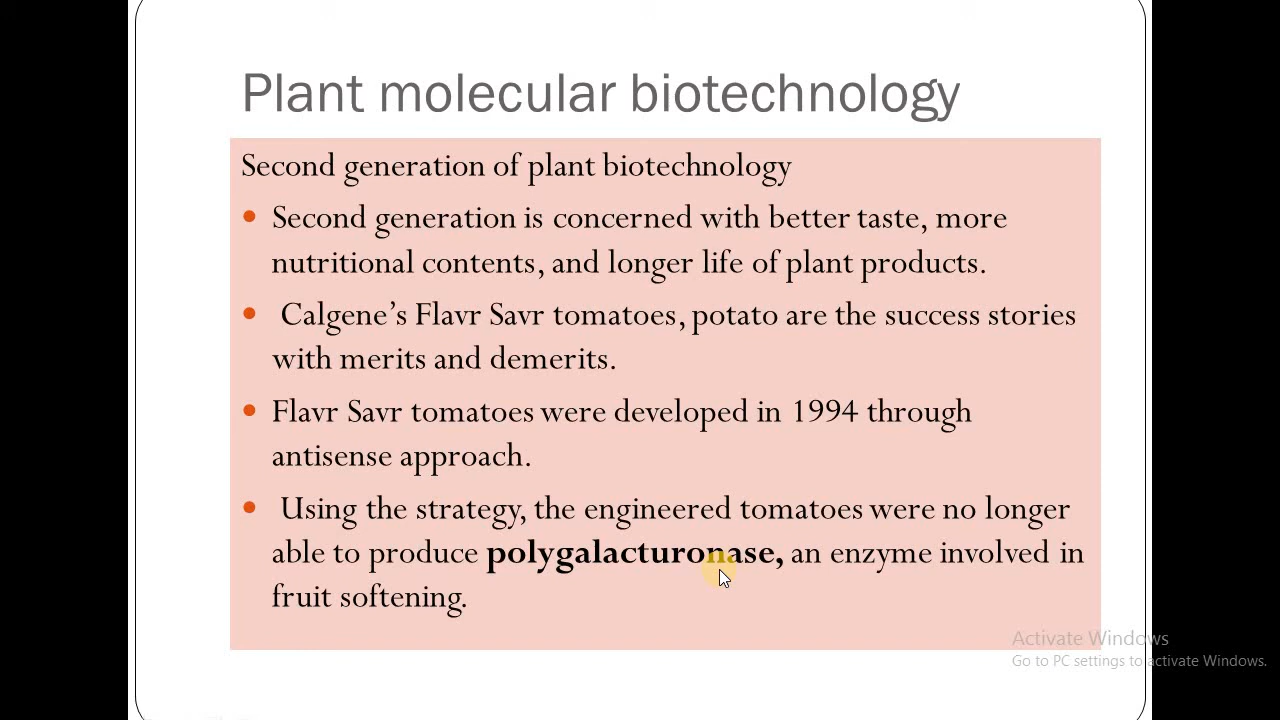 Plant molecular biotechnology
Second generation of plant biotechnology
• Second generation is concerned with better taste, more
nutritional contents, and longer life of plant products.
• Calgene’s Flavr Savr tomatoes, potato are the success stories
with merits and demerits.
• Flavr Savr tomatoes were developed in 1994 through
antisense approach.
• Using the strategy, the engineered tomatoes were no longer
able to produce polygalacturonase, an enzyme involved in
fruit softening.
Activate Windows
Go to PC settings to activate Windows.